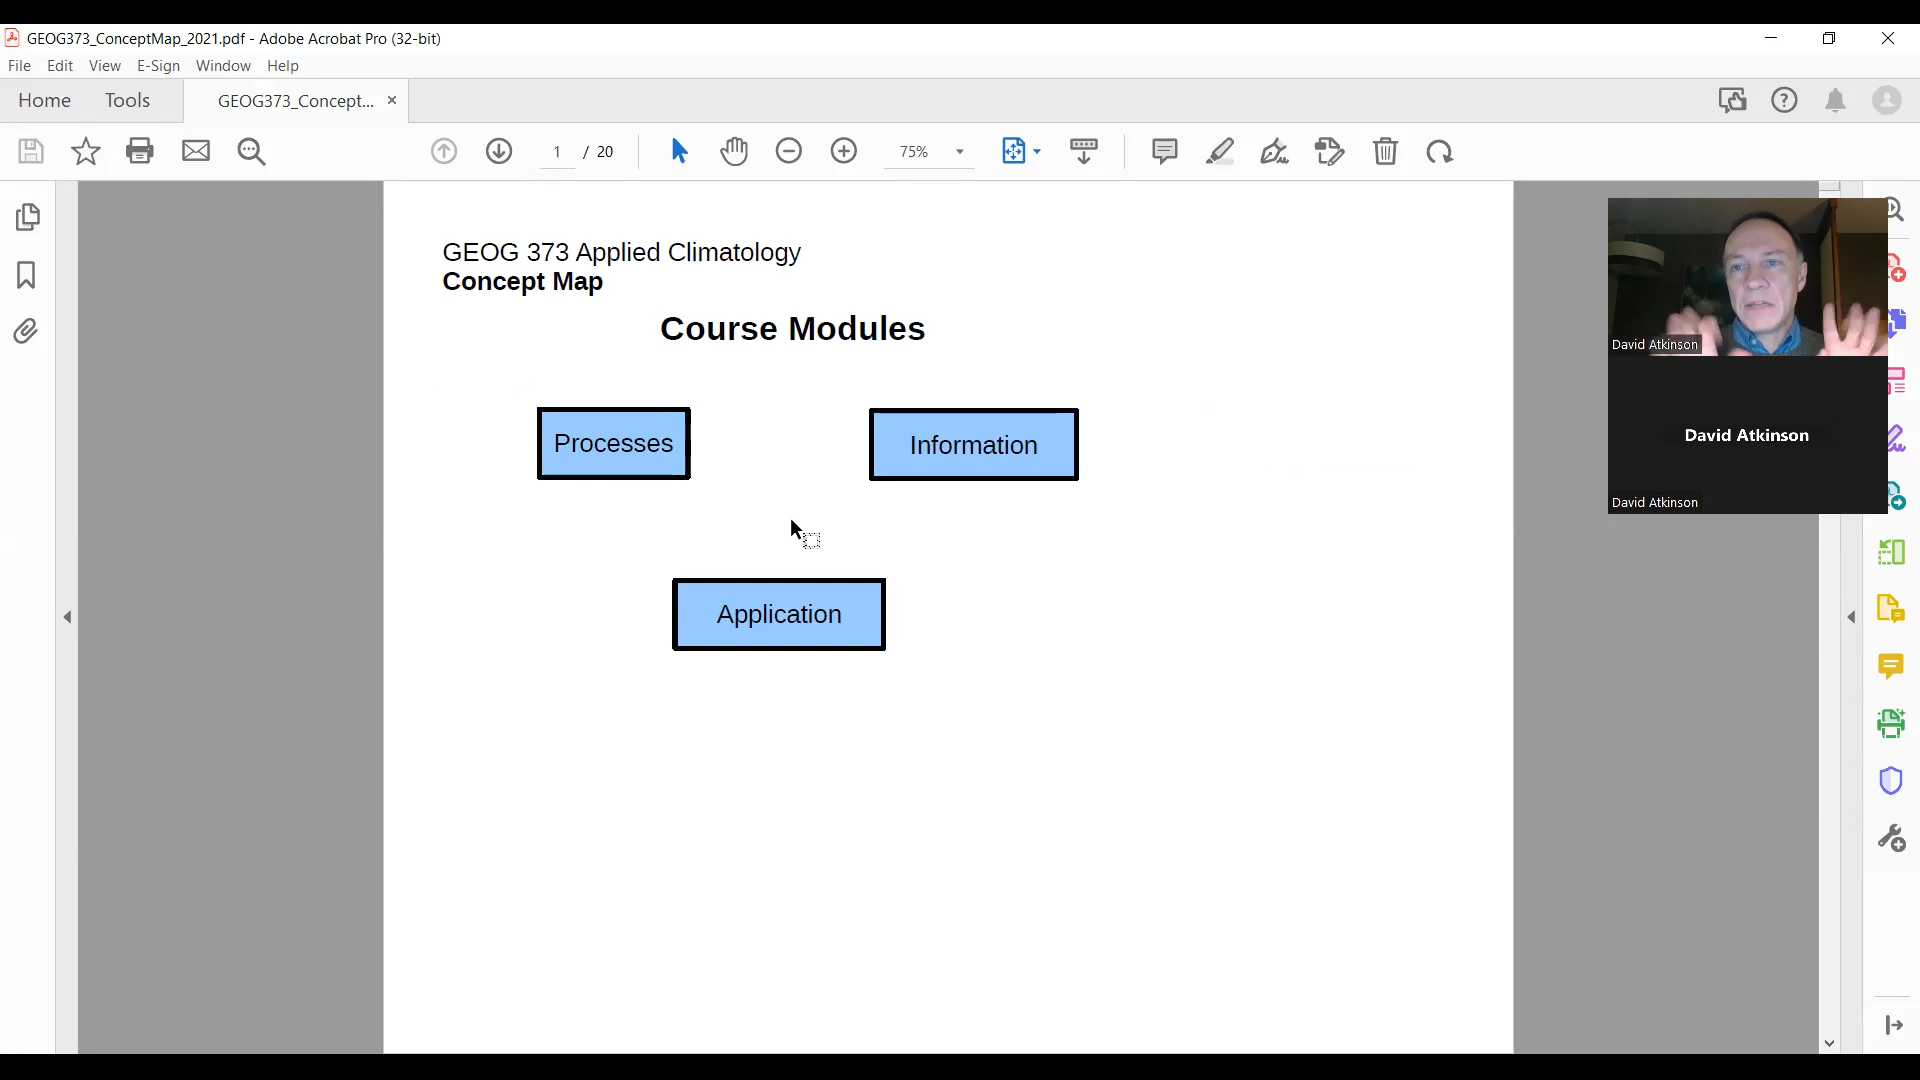 GEOG373_ConceptMap_2021.pdf - Adobe Acrobat Pro (32-bit)
File Edit View E-Sign Window Help
Home Tools GEOG373_Concept... ×
1 / 20 75%
GEOG 373 Applied Climatology
Concept Map
Course Modules
Processes Information
Application
David Atkinson
David Atkinson
David Atkinson